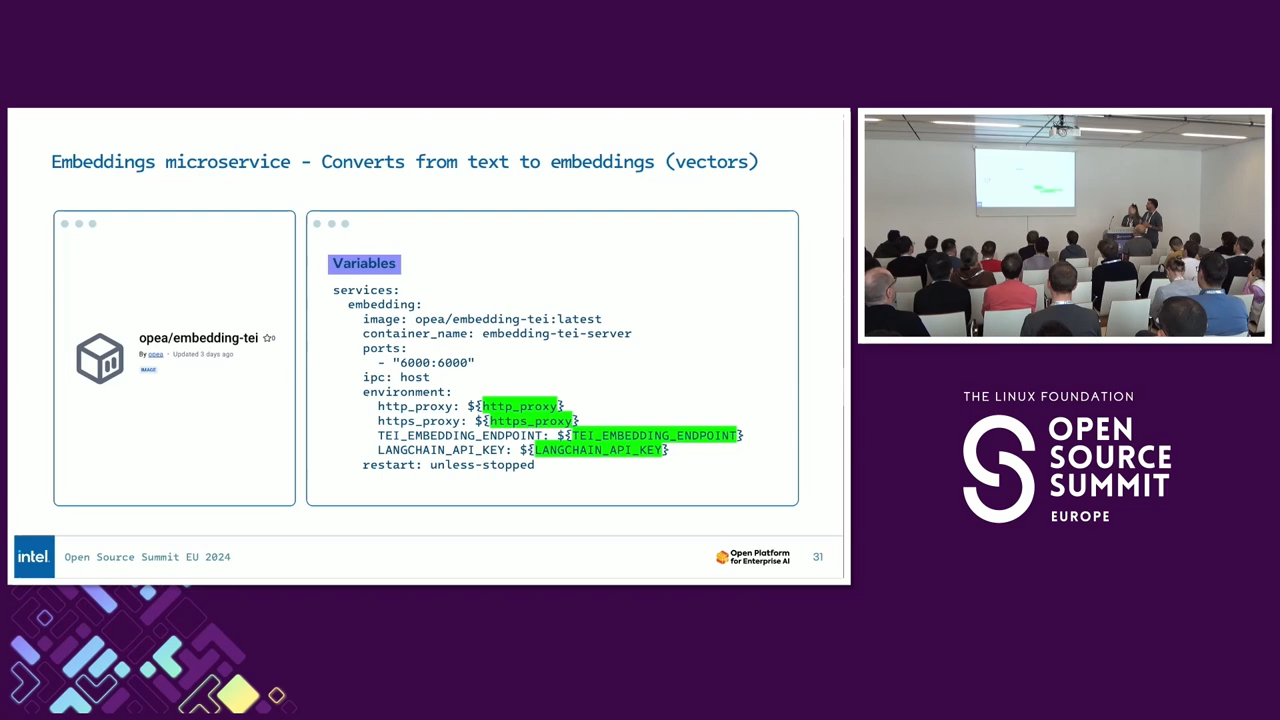 Embeddings microservice - Converts from text to embeddings (vectors)
opea/embedding-tei ☆0
By opea • Updated 3 days ago
IMAGE
Variables
services:
embedding:
image: opea/embedding-tei:latest
container_name: embedding-tei-server
ports:
- "6000:6000"
ipc: host
environment:
http_proxy: ${http_proxy}
https_proxy: ${https_proxy}
TEI_EMBEDDING_ENDPOINT: ${TEI_EMBEDDING_ENDPOINT}
LANGCHAIN_API_KEY: ${LANGCHAIN_API_KEY}
restart: unless-stopped
intel.
Open Source Summit EU 2024
Open Platform
for Enterprise AI
31
THE LINUX FOUNDATION
OPEN
SOURCE
SUMMIT
EUROPE